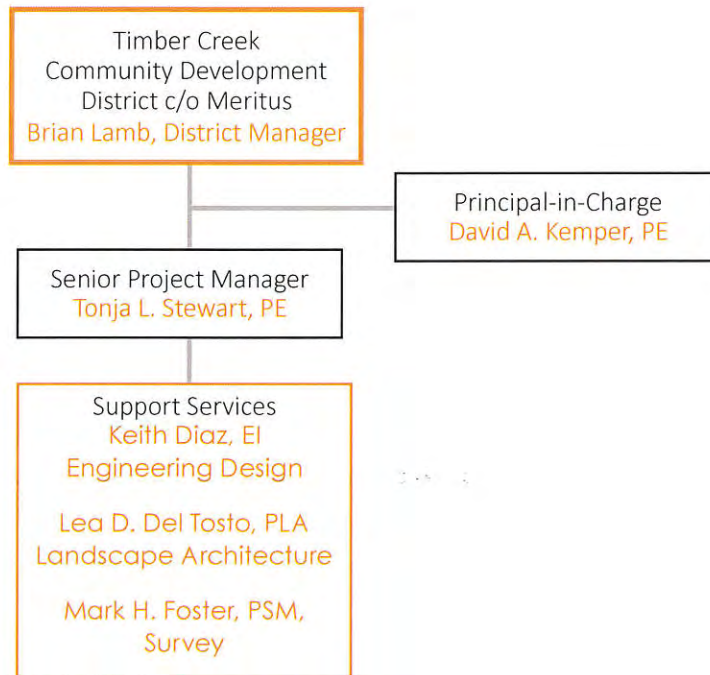 Timber Creek
Community Development
District c/o Meritus
Brian Lamb, District Manager
Principal-in-Charge
David A. Kemper, PE
Senior Project Manager
Tonja L. Stewart, PE
Support Services
Keith Diaz, EI
Engineering Design
Lea D. Del Tosto, PLA
Landscape Architecture
Mark H. Foster, PSM,
Survey